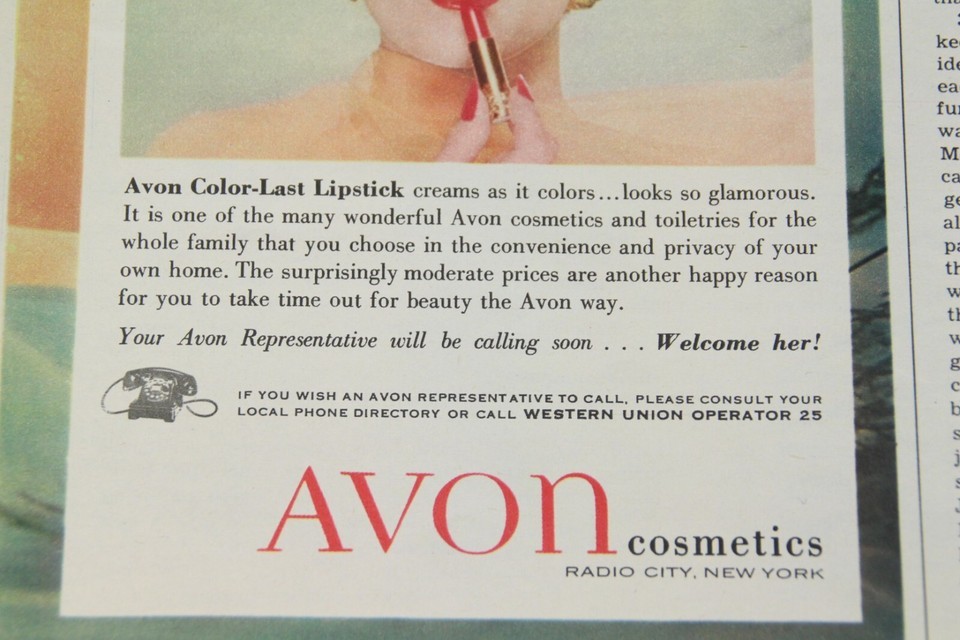 Avon Color-Last Lipstick creams as it colors...looks so glamorous.
It is one of the many wonderful Avon cosmetics and toiletries for the
whole family that you choose in the convenience and privacy of your
own home. The surprisingly moderate prices are another happy reason
for you to take time out for beauty the Avon way.
Your Avon Representative will be calling soon . . . Welcome her!
IF YOU WISH AN AVON REPRESENTATIVE TO CALL, PLEASE CONSULT YOUR
LOCAL PHONE DIRECTORY OR CALL WESTERN UNION OPERATOR 25
AVON cosmetics
RADIO CITY, NEW YORK